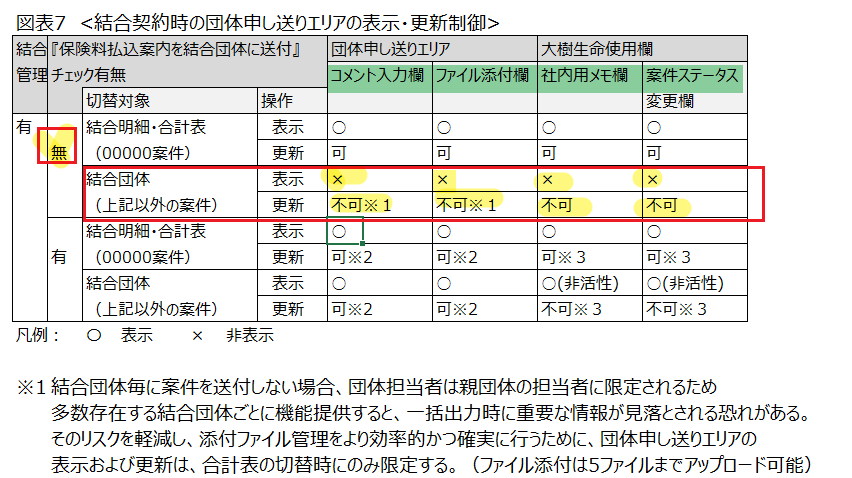 図表7 <結合契約時の団体申し送りエリアの表示・更新制御>
結合 『保険料払込案内を結合団体に送付』 団体申し送りエリア 大樹生命使用欄
管理 チェック有無 コメント入力欄 ファイル添付欄 社内用メモ欄 案件ステータス
切替対象 操作 変更欄
有 結合明細・合計表 表示 ○ ○ ○ ○
無 (00000案件) 更新 可 可 可 可
結合団体 表示 × × × ×
(上記以外の案件) 更新 不可※1 不可※1 不可 不可
結合明細・合計表 表示 ○ ○ ○ ○
有 (00000案件) 更新 可※2 可※2 可※3 可※3
結合団体 表示 ○ ○ ○(非活性) ○(非活性)
(上記以外の案件) 更新 可※2 可※2 不可※3 不可※3
凡例: ○ 表示 × 非表示
※1 結合団体毎に案件を送付しない場合、団体担当者は親団体の担当者に限定されるため
多数存在する結合団体ごとに機能提供すると、一括出力時に重要な情報が見落とされる恐れがある。
そのリスクを軽減し、添付ファイル管理をより効率的かつ確実に行うために、団体申し送りエリアの
表示および更新は、合計表の切替時にのみ限定する。(ファイル添付は5ファイルまでアップロード可能)